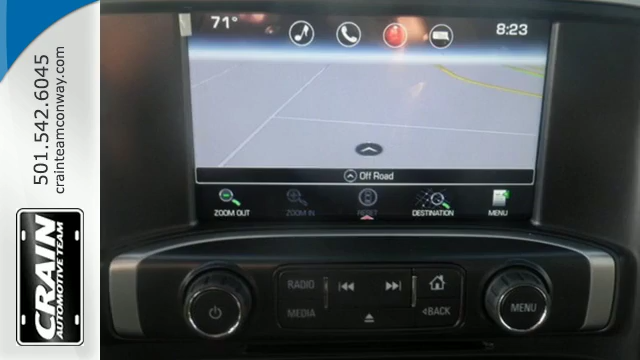 501.542.6045
crainteamconway.com
CRAIN
AUTOMOTIVE TEAM
71°
8:23
Off Road
ZOOM OUT
ZOOM IN
RESET
DESTINATION
MENU
RADIO
MEDIA
BACK
MENU